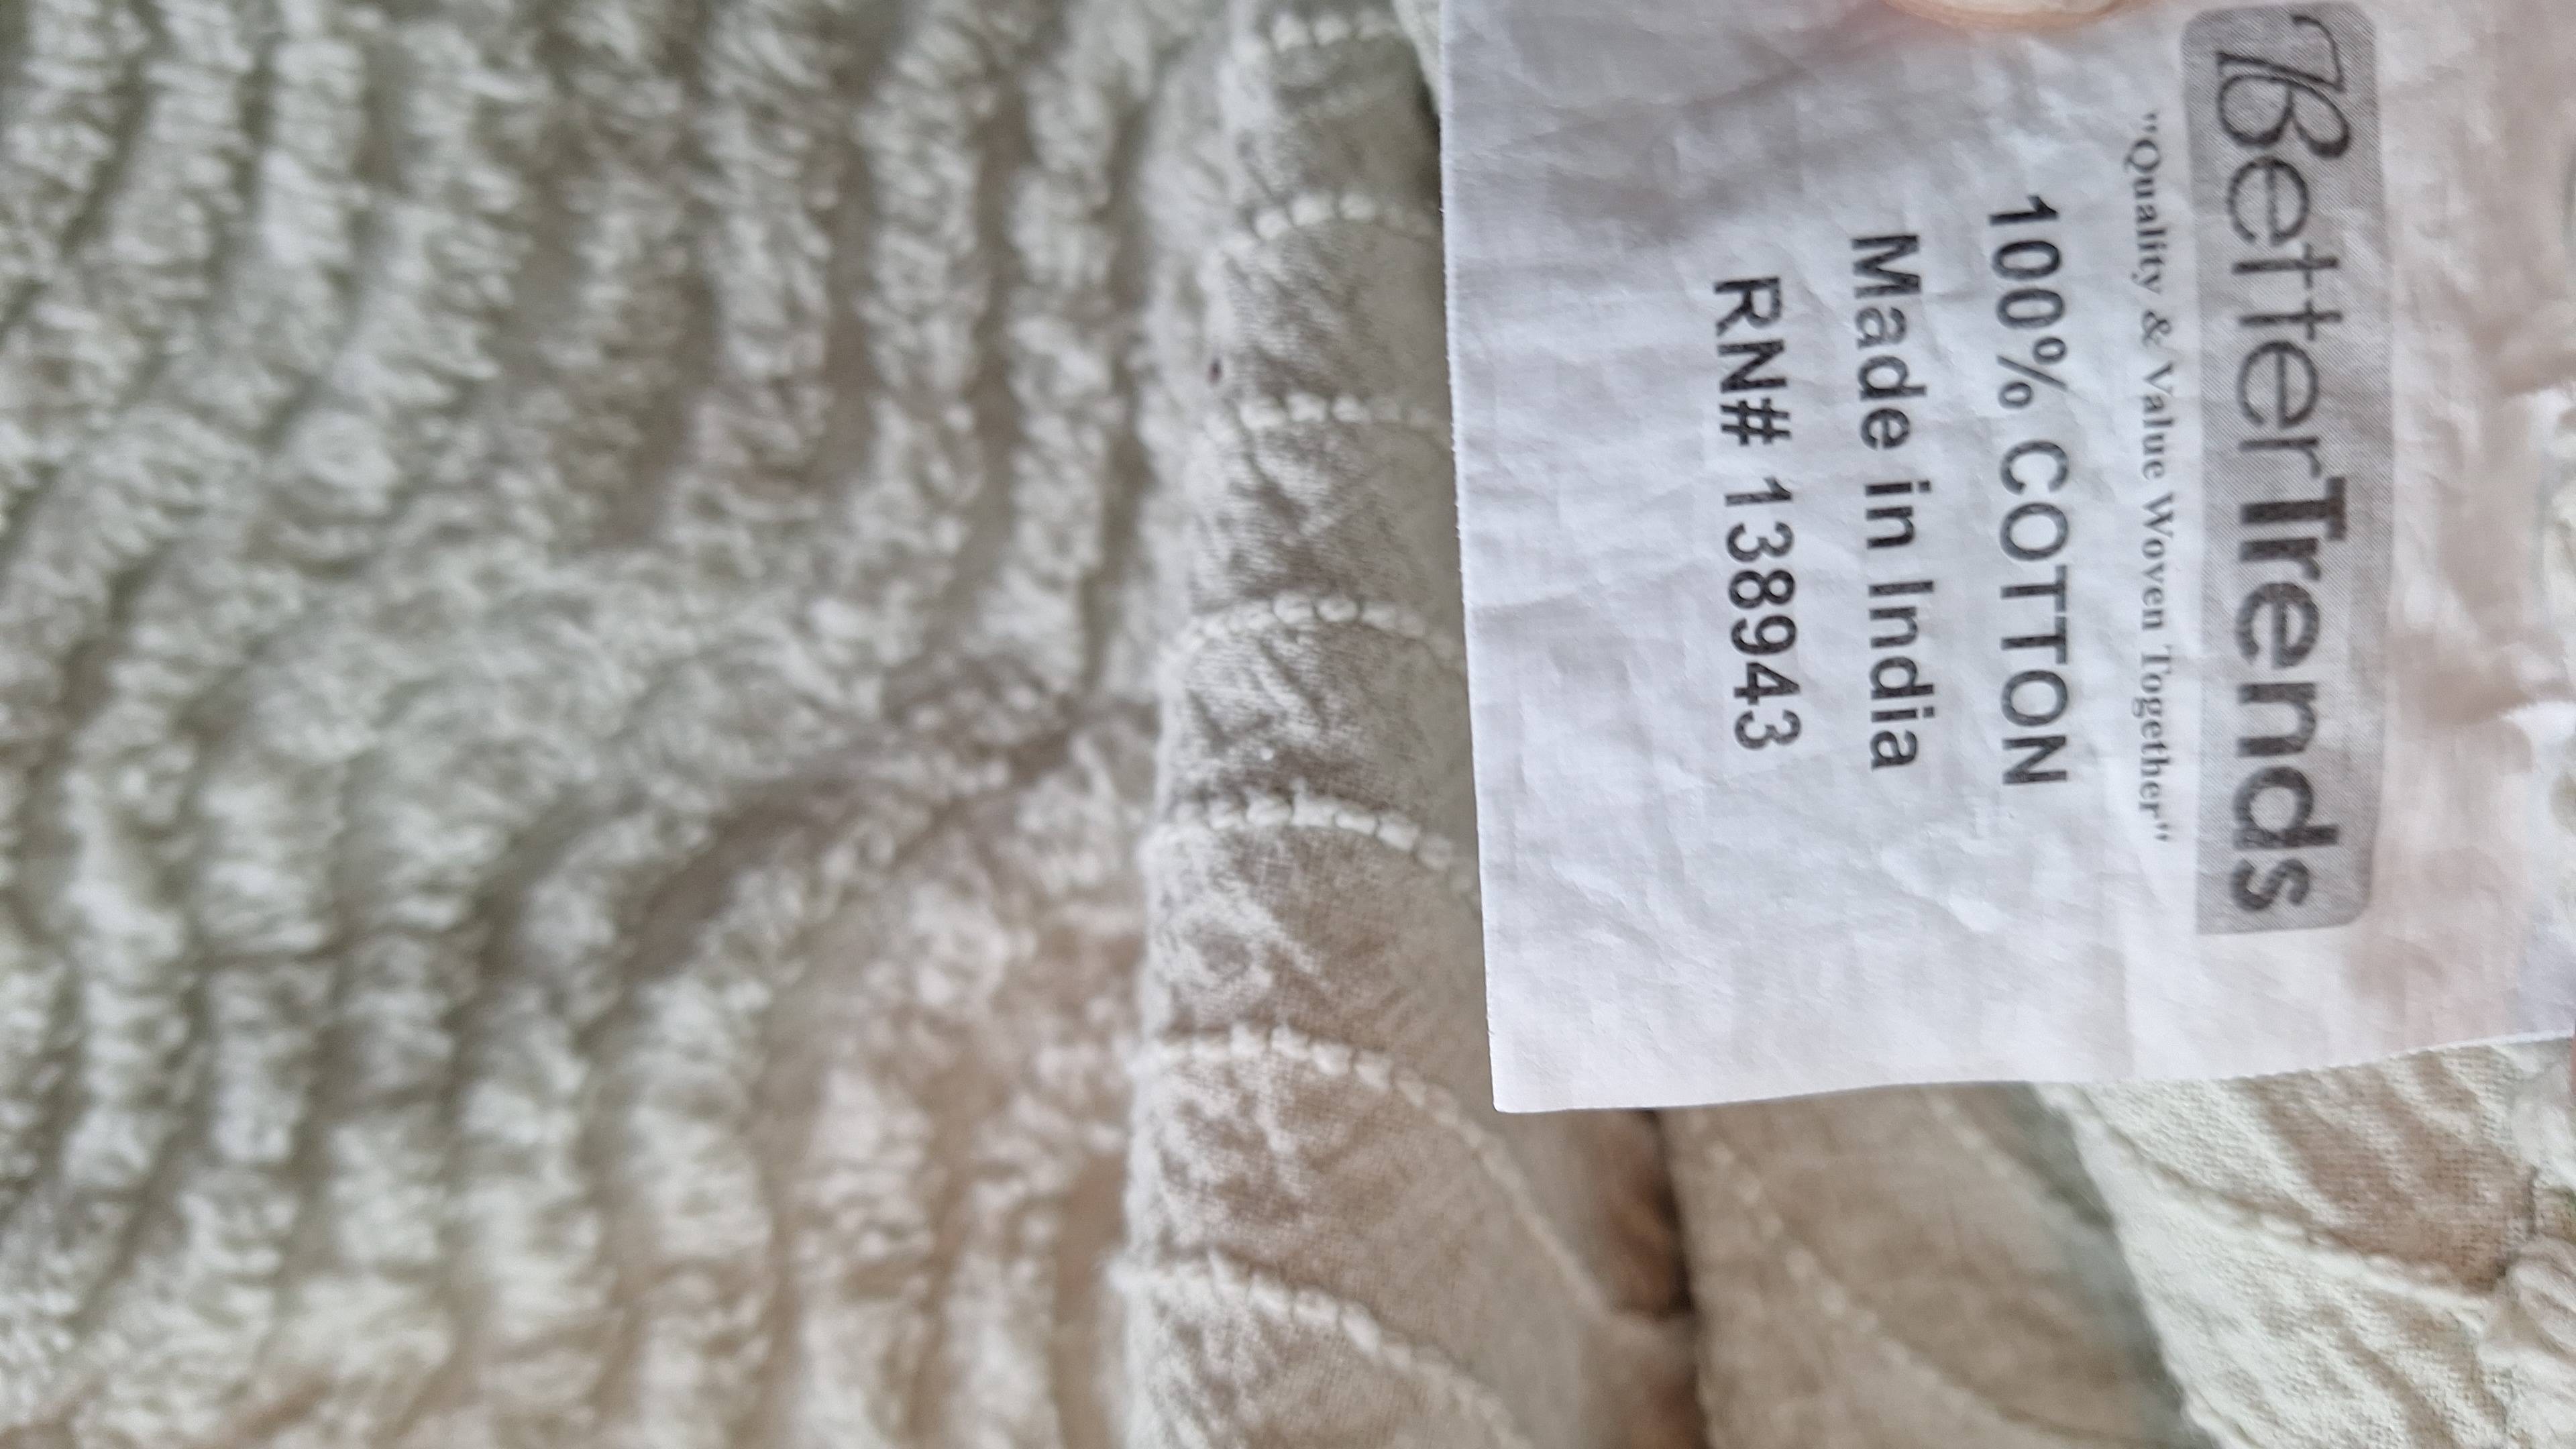 BetterTrends
"Quality & Value Woven Together"
100% COTTON
Made in India
RN# 138943